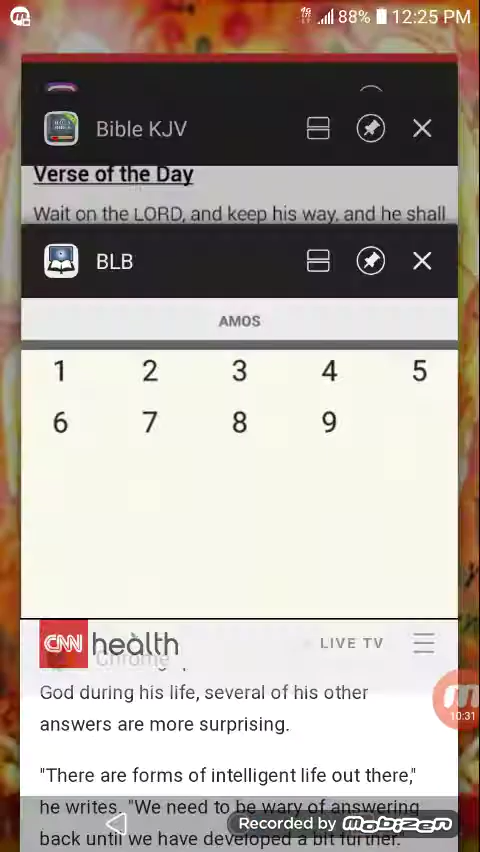 88% 12:25 PM
Bible KJV
Verse of the Day
Wait on the LORD, and keep his way, and he shall
BLB
AMOS
1 2 3 4 5
6 7 8 9
CNN health LIVE TV
Chrome
God during his life, several of his other
answers are more surprising.
"There are forms of intelligent life out there,"
he writes. "We need to be wary of answering
back until we have developed a bit further."
10:31
Recorded by mobizen